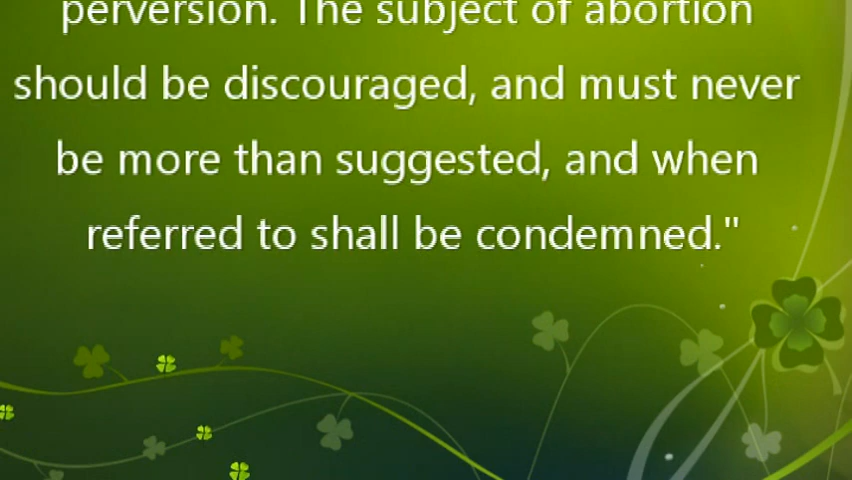 perversion. The subject of abortion
should be discouraged, and must never
be more than suggested, and when
referred to shall be condemned."